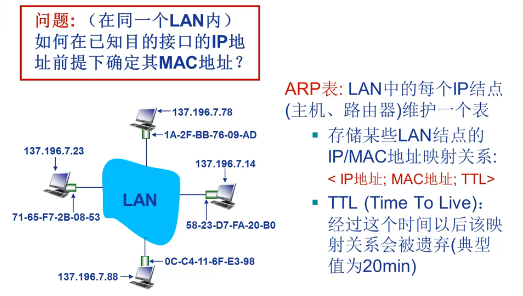 问题:（在同一个LAN内）
如何在已知目的接口的IP地
址前提下确定其MAC地址？
137.196.7.78
1A-2F-BB-76-09-AD
137.196.7.23
137.196.7.14
LAN
71-65-F7-2B-08-53
58-23-D7-FA-20-B0
0C-C4-11-6F-E3-98
137.196.7.88
ARP表: LAN中的每个IP结点
(主机、路由器)维护一个表
▪ 存储某些LAN结点的
IP/MAC地址映射关系:
< IP地址; MAC地址; TTL>
▪ TTL (Time To Live)：
经过这个时间以后该映
射关系会被遗弃(典型
值为20min)